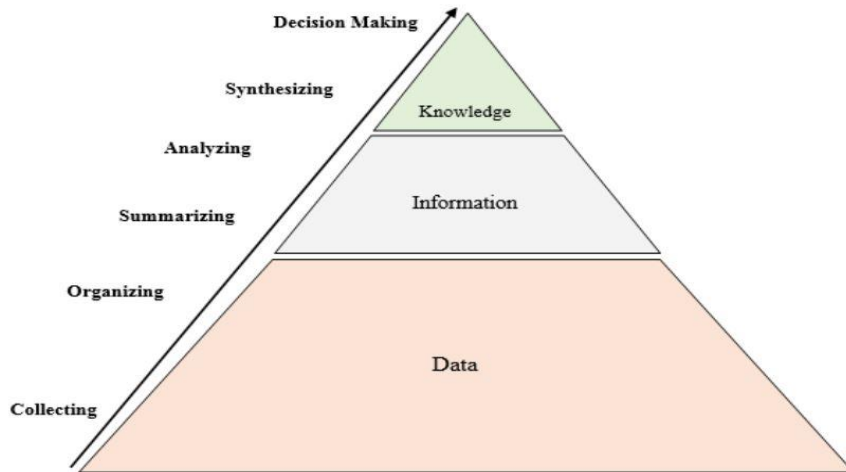 Decision Making
Synthesizing
Knowledge
Analyzing
Information
Summarizing
Organizing
Data
Collecting